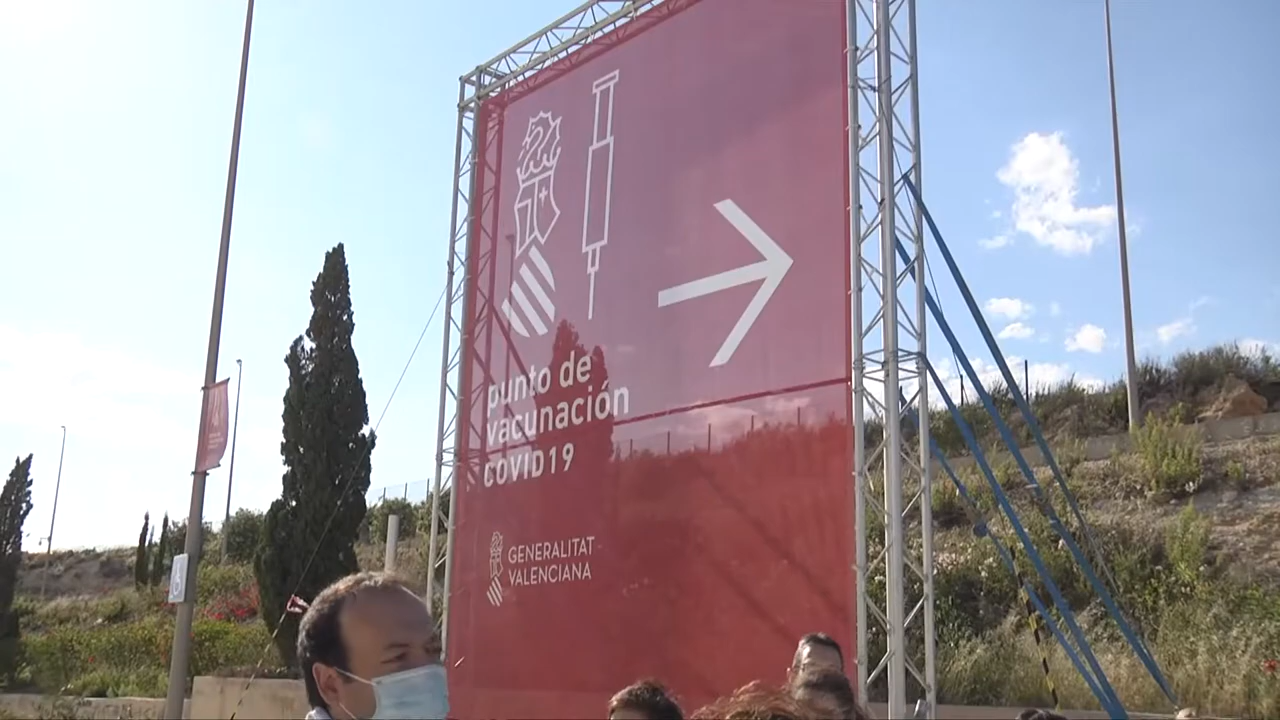 punto de
vacunación
COVID19
GENERALITAT
VALENCIANA